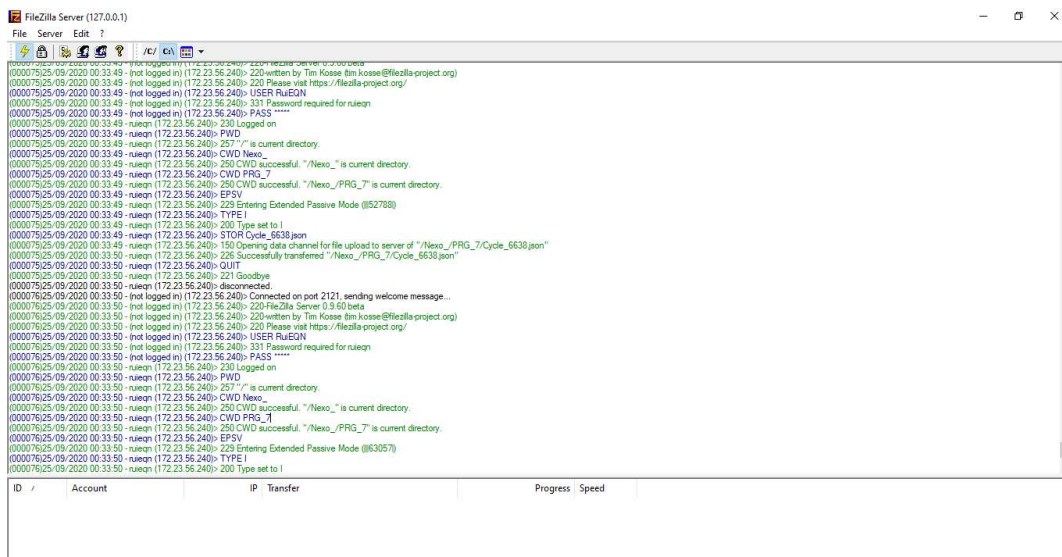 FileZilla Server (127.0.0.1)
File Server Edit ?
/C/ C:\
(000075)25/09/2020 00:33:49 - (not logged in) (172.23.56.240)> 220-FileZilla Server 0.9.60 beta
(000075)25/09/2020 00:33:49 - (not logged in) (172.23.56.240)> 220-written by Tim Kosse (tim.kosse@filezilla-project.org)
(000075)25/09/2020 00:33:49 - (not logged in) (172.23.56.240)> 220 Please visit https://filezilla-project.org/
(000075)25/09/2020 00:33:49 - (not logged in) (172.23.56.240)> USER RuiEQN
(000075)25/09/2020 00:33:49 - (not logged in) (172.23.56.240)> 331 Password required for ruieqn
(000075)25/09/2020 00:33:49 - (not logged in) (172.23.56.240)> PASS *****
(000075)25/09/2020 00:33:49 - ruieqn (172.23.56.240)> 230 Logged on
(000075)25/09/2020 00:33:49 - ruieqn (172.23.56.240)> PWD
(000075)25/09/2020 00:33:49 - ruieqn (172.23.56.240)> 257 "/" is current directory.
(000075)25/09/2020 00:33:49 - ruieqn (172.23.56.240)> CWD Nexo_
(000075)25/09/2020 00:33:49 - ruieqn (172.23.56.240)> 250 CWD successful. "/Nexo_" is current directory.
(000075)25/09/2020 00:33:49 - ruieqn (172.23.56.240)> CWD PRG_7
(000075)25/09/2020 00:33:49 - ruieqn (172.23.56.240)> 250 CWD successful. "/Nexo_/PRG_7" is current directory.
(000075)25/09/2020 00:33:49 - ruieqn (172.23.56.240)> EPSV
(000075)25/09/2020 00:33:49 - ruieqn (172.23.56.240)> 229 Entering Extended Passive Mode (|||52788|)
(000075)25/09/2020 00:33:49 - ruieqn (172.23.56.240)> TYPE I
(000075)25/09/2020 00:33:49 - ruieqn (172.23.56.240)> 200 Type set to I
(000075)25/09/2020 00:33:49 - ruieqn (172.23.56.240)> STOR Cycle_6638.json
(000075)25/09/2020 00:33:49 - ruieqn (172.23.56.240)> 150 Opening data channel for file upload to server of "/Nexo_/PRG_7/Cycle_6638.json"
(000075)25/09/2020 00:33:50 - ruieqn (172.23.56.240)> 226 Successfully transferred "/Nexo_/PRG_7/Cycle_6638.json"
(000075)25/09/2020 00:33:50 - ruieqn (172.23.56.240)> QUIT
(000075)25/09/2020 00:33:50 - ruieqn (172.23.56.240)> 221 Goodbye
(000075)25/09/2020 00:33:50 - ruieqn (172.23.56.240)> disconnected.
(000076)25/09/2020 00:33:50 - (not logged in) (172.23.56.240)> Connected on port 2121, sending welcome message...
(000076)25/09/2020 00:33:50 - (not logged in) (172.23.56.240)> 220-FileZilla Server 0.9.60 beta
(000076)25/09/2020 00:33:50 - (not logged in) (172.23.56.240)> 220-written by Tim Kosse (tim.kosse@filezilla-project.org)
(000076)25/09/2020 00:33:50 - (not logged in) (172.23.56.240)> 220 Please visit https://filezilla-project.org/
(000076)25/09/2020 00:33:50 - (not logged in) (172.23.56.240)> USER RuiEQN
(000076)25/09/2020 00:33:50 - (not logged in) (172.23.56.240)> 331 Password required for ruieqn
(000076)25/09/2020 00:33:50 - (not logged in) (172.23.56.240)> PASS *****
(000076)25/09/2020 00:33:50 - ruieqn (172.23.56.240)> 230 Logged on
(000076)25/09/2020 00:33:50 - ruieqn (172.23.56.240)> PWD
(000076)25/09/2020 00:33:50 - ruieqn (172.23.56.240)> 257 "/" is current directory.
(000076)25/09/2020 00:33:50 - ruieqn (172.23.56.240)> CWD Nexo_
(000076)25/09/2020 00:33:50 - ruieqn (172.23.56.240)> 250 CWD successful. "/Nexo_" is current directory.
(000076)25/09/2020 00:33:50 - ruieqn (172.23.56.240)> CWD PRG_7
(000076)25/09/2020 00:33:50 - ruieqn (172.23.56.240)> 250 CWD successful. "/Nexo_/PRG_7" is current directory.
(000076)25/09/2020 00:33:50 - ruieqn (172.23.56.240)> EPSV
(000076)25/09/2020 00:33:50 - ruieqn (172.23.56.240)> 229 Entering Extended Passive Mode (|||63057|)
(000076)25/09/2020 00:33:50 - ruieqn (172.23.56.240)> TYPE I
(000076)25/09/2020 00:33:50 - ruieqn (172.23.56.240)> 200 Type set to I
ID / Account IP Transfer Progress Speed